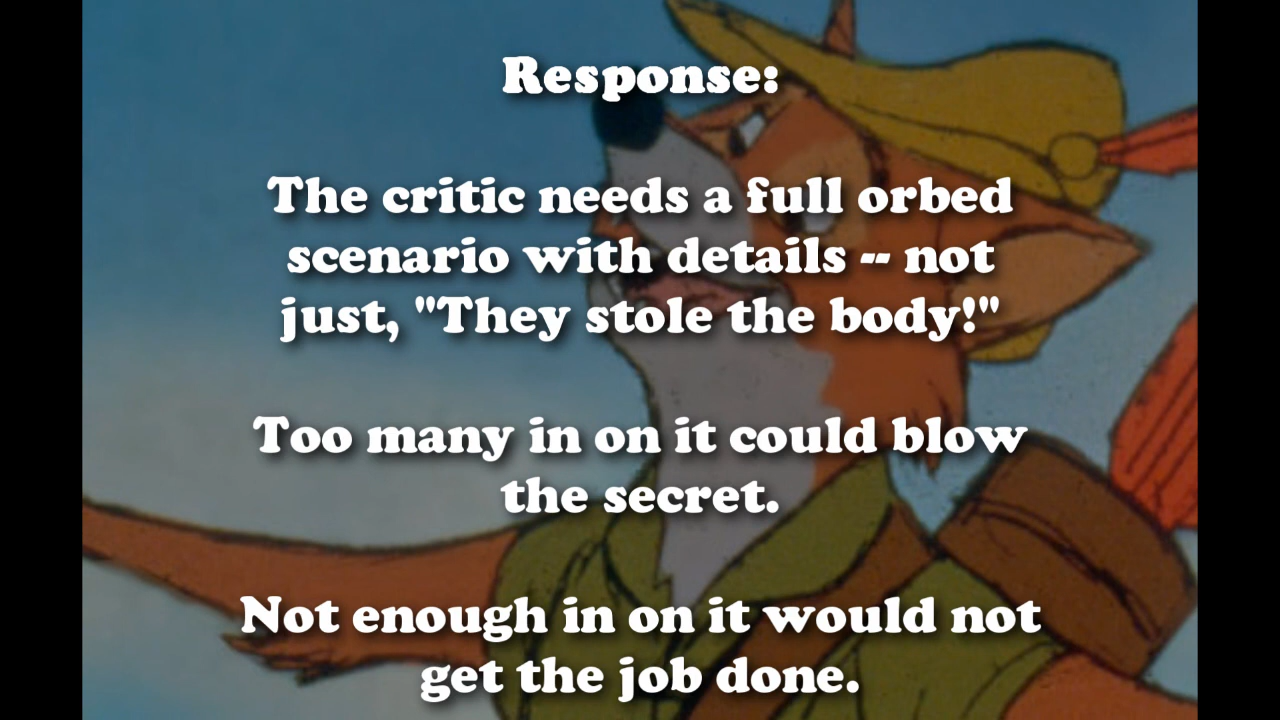 Response:
The critic needs a full orbed
scenario with details -- not
just, "They stole the body!"
Too many in on it could blow
the secret.
Not enough in on it would not
get the job done.